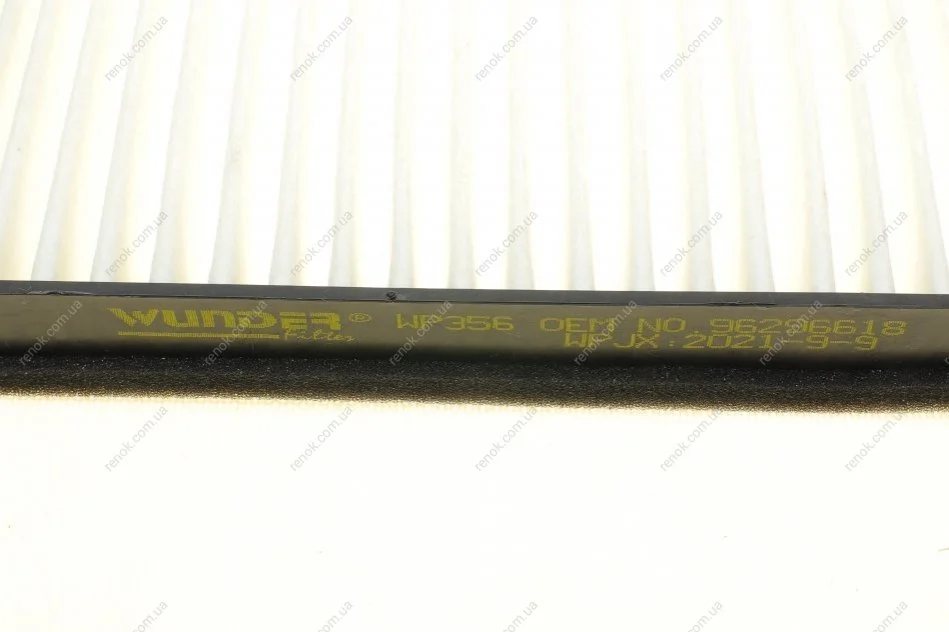 WUNDER® WP356 OEM NO.96296618
Filter WPJX:2021-9-9
renok.com.ua